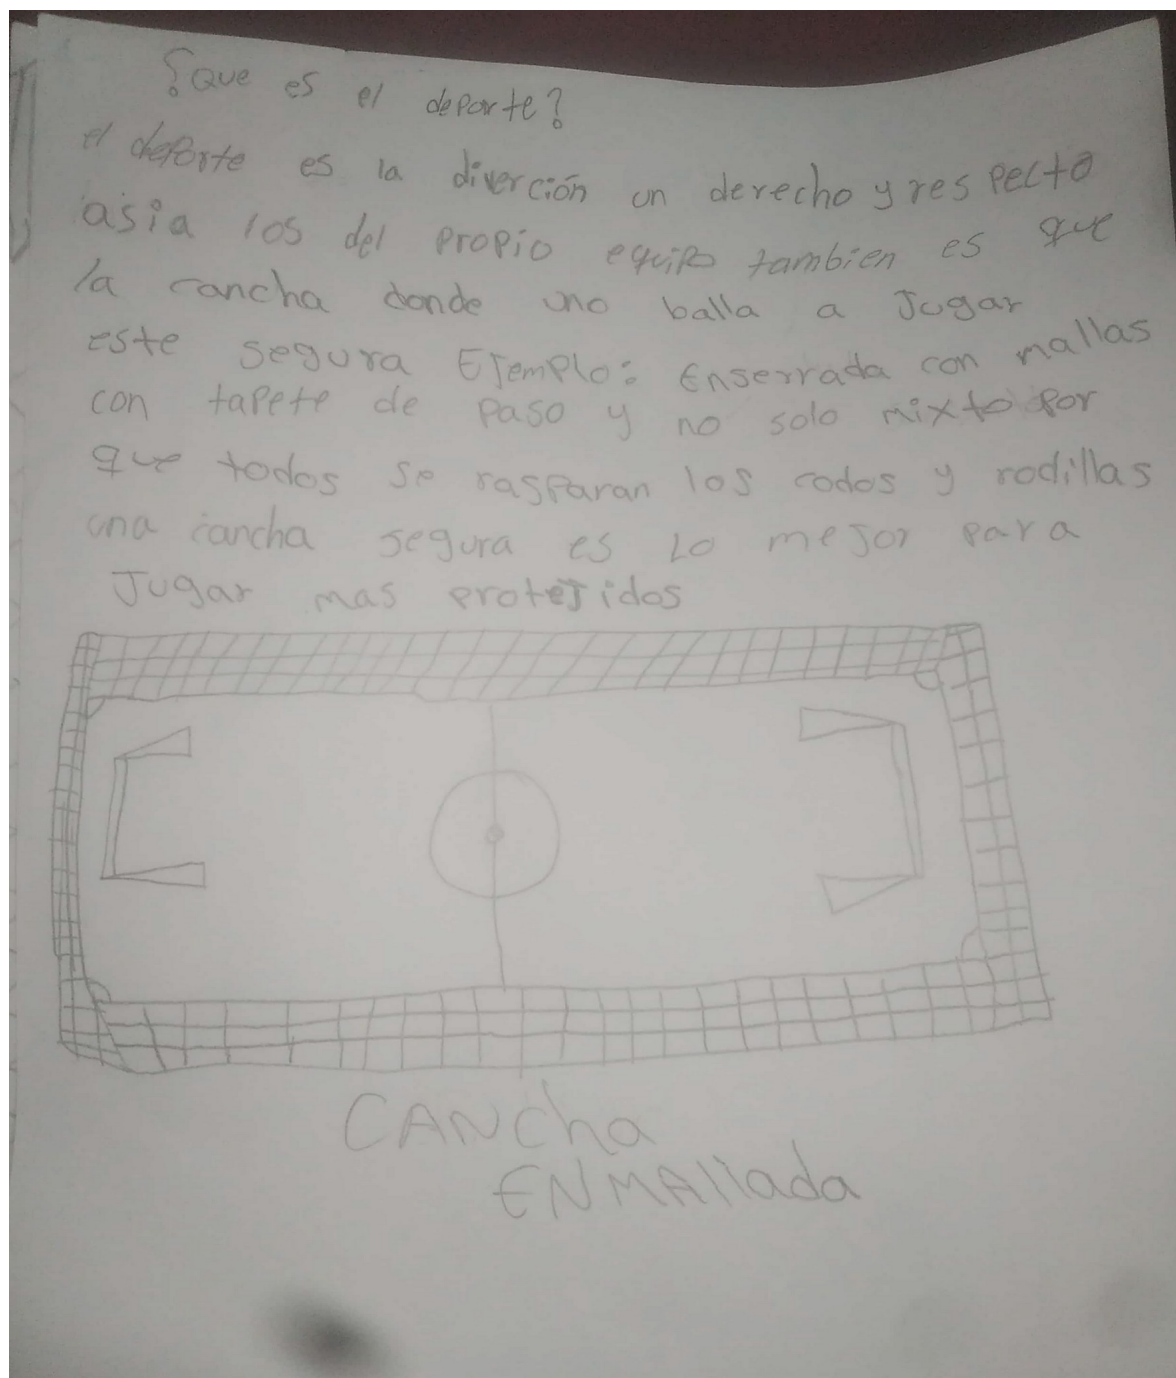 ¿Que es el deporte?
el deporte es la diverción un derecho y respecto
asia los del propio equipo tambien es que
la cancha donde uno balla a Jugar
este segura EJemplo: Enserrada con mallas
con tapete de paso y no solo mixto por
que todos se rasparan los codos y rodillas
una cancha segura es lo mejor para
Jugar mas proteJidos
CANcha
ENMAllada